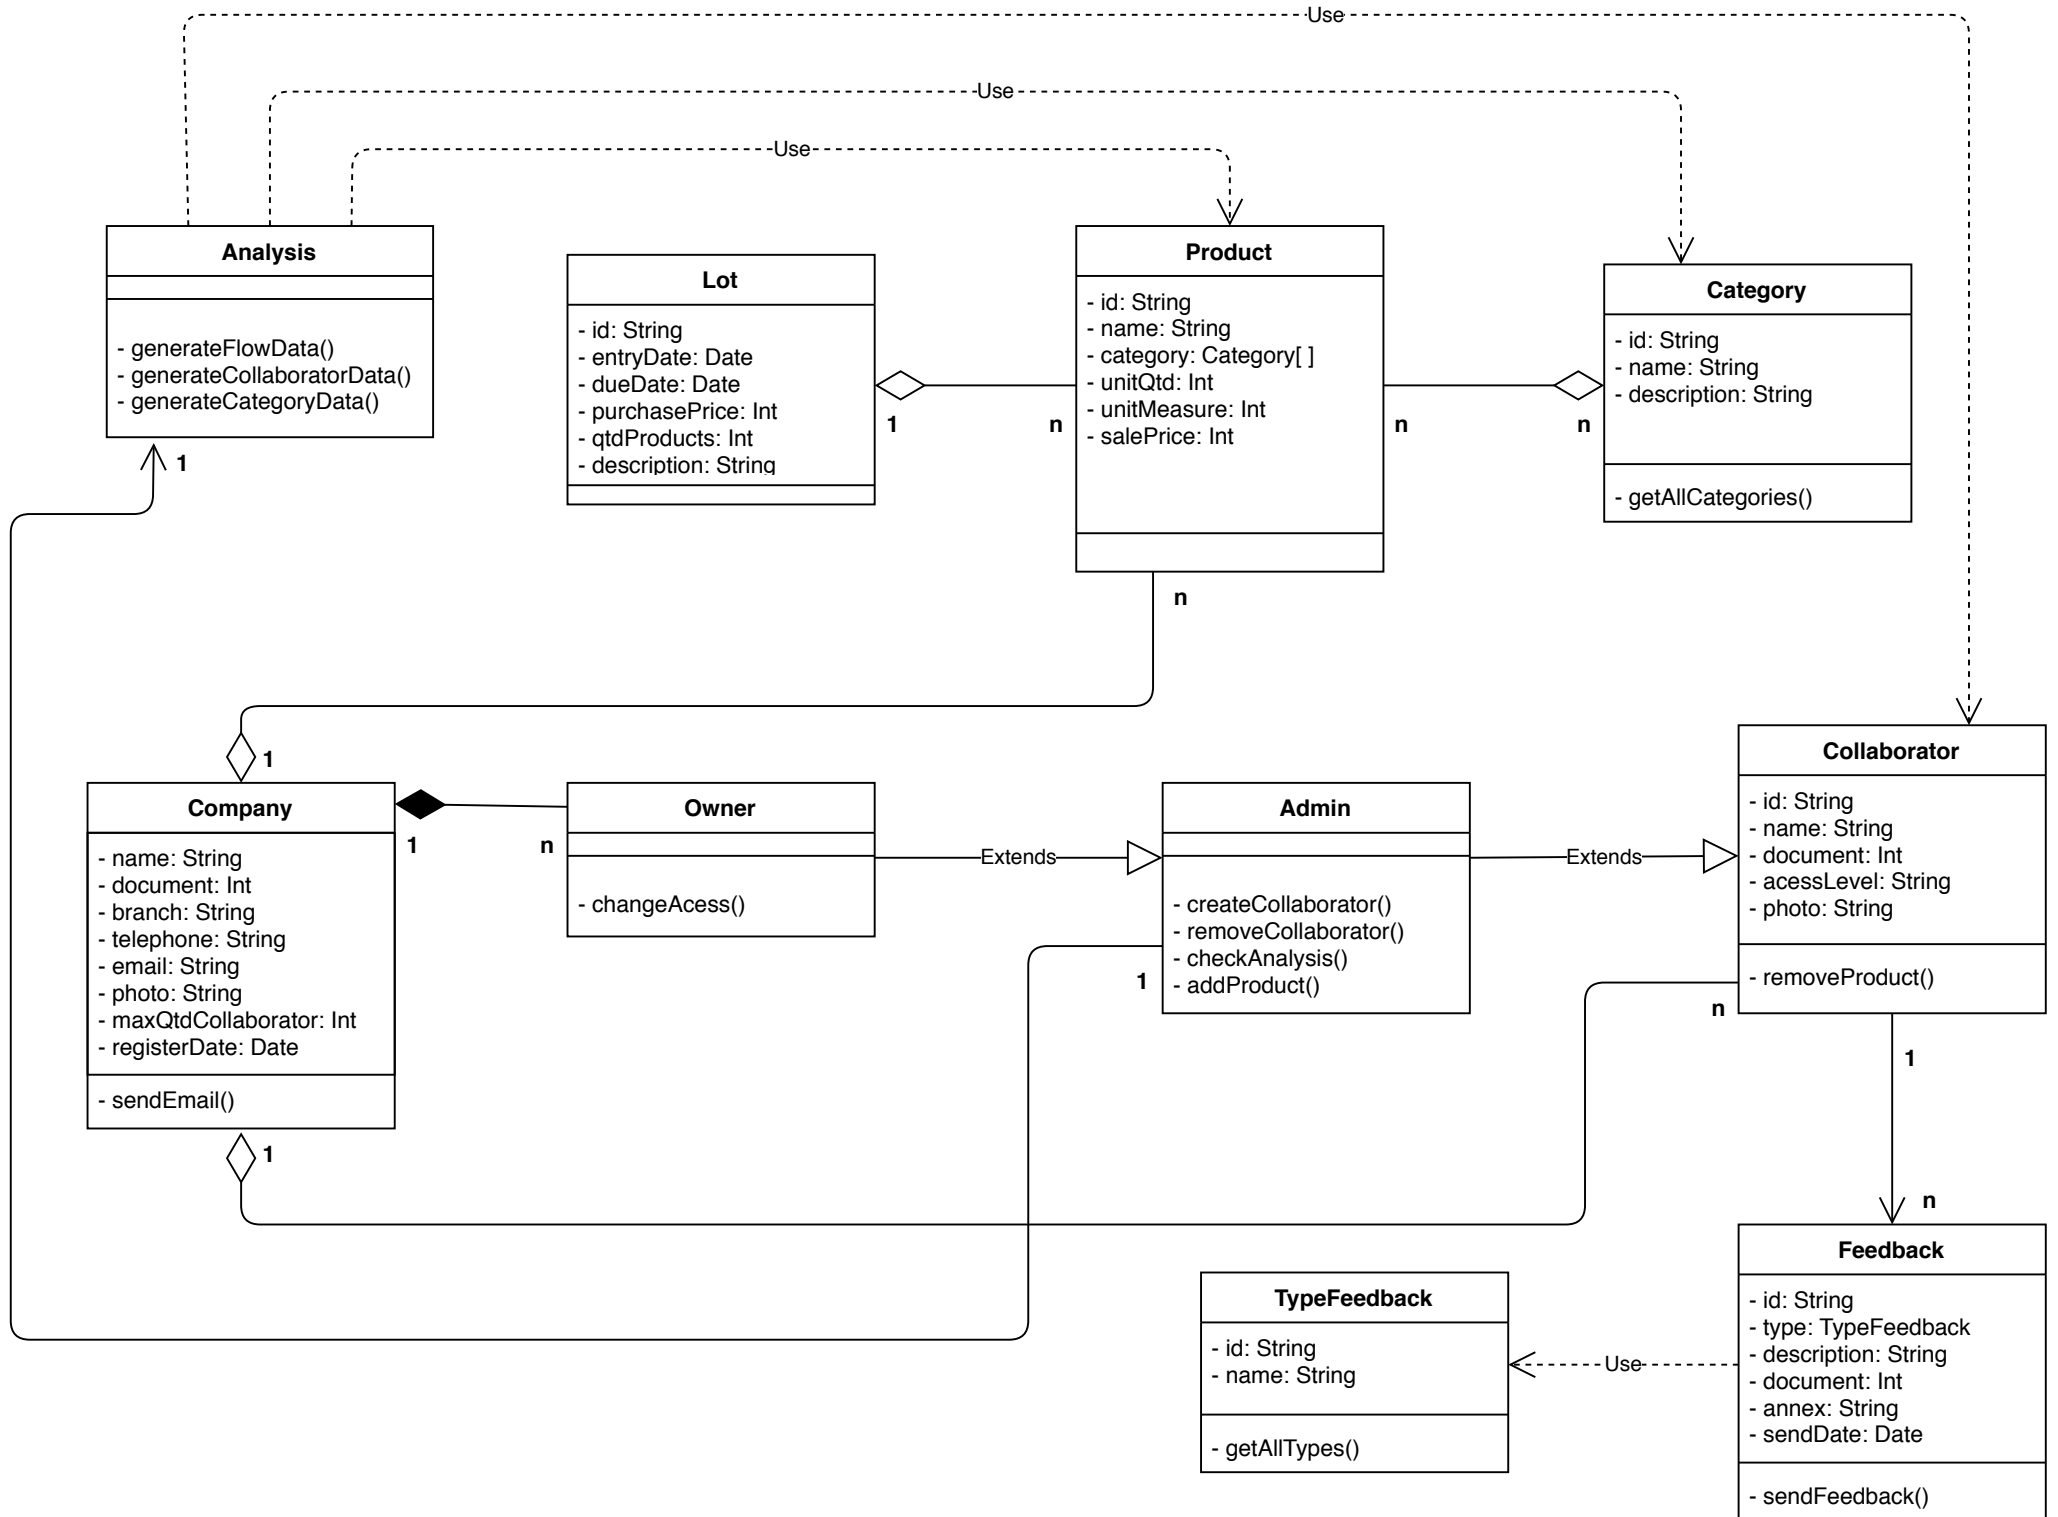 Use
Use
Use
Analysis
- generateFlowData()
- generateCollaboratorData()
- generateCategoryData()
1
Lot
- id: String
- entryDate: Date
- dueDate: Date
- purchasePrice: Int
- qtdProducts: Int
- description: String
1
n
Product
- id: String
- name: String
- category: Category[ ]
- unitQtd: Int
- unitMeasure: Int
- salePrice: Int
n
n
n
Category
- id: String
- name: String
- description: String
- getAllCategories()
1
Company
- name: String
- document: Int
- branch: String
- telephone: String
- email: String
- photo: String
- maxQtdCollaborator: Int
- registerDate: Date
- sendEmail()
1
1
n
Owner
- changeAcess()
Extends
Admin
- createCollaborator()
- removeCollaborator()
- checkAnalysis()
- addProduct()
1
Extends
Collaborator
- id: String
- name: String
- document: Int
- acessLevel: String
- photo: String
- removeProduct()
n
1
n
TypeFeedback
- id: String
- name: String
- getAllTypes()
Use
Feedback
- id: String
- type: TypeFeedback
- description: String
- document: Int
- annex: String
- sendDate: Date
- sendFeedback()